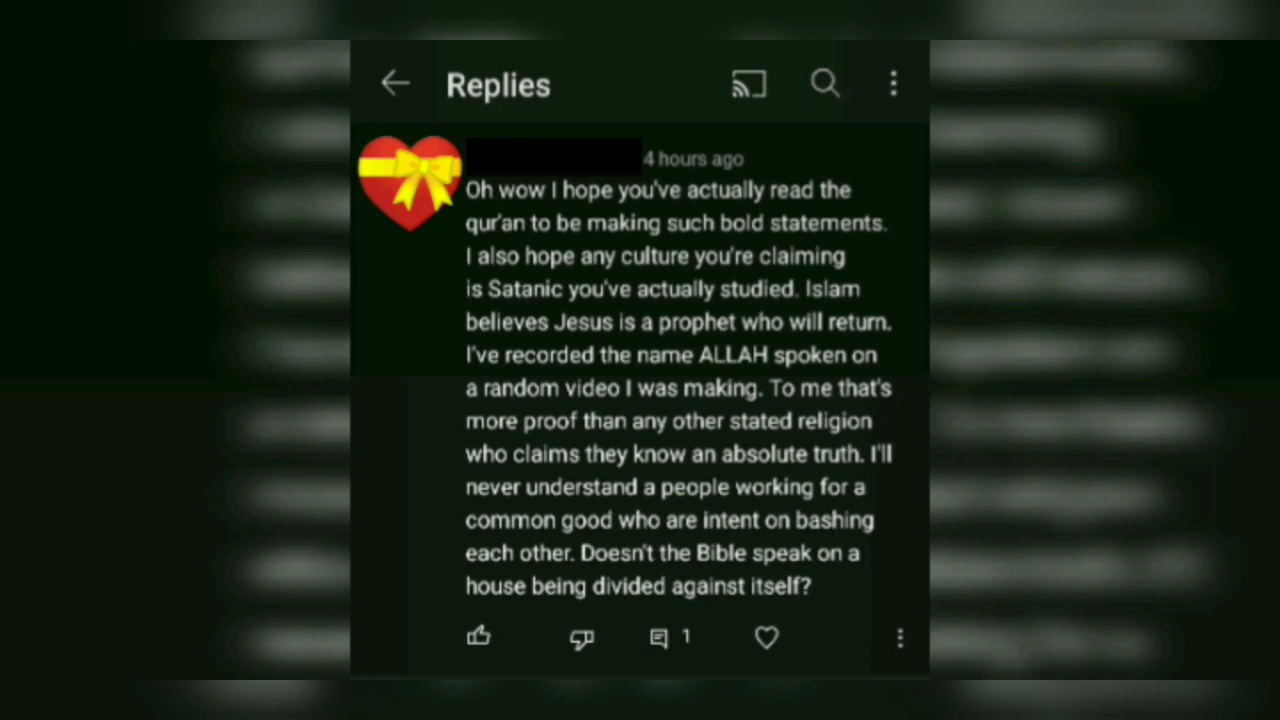 Replies
4 hours ago
Oh wow I hope you've actually read the
qur'an to be making such bold statements.
I also hope any culture you're claiming
is Satanic you've actually studied. Islam
believes Jesus is a prophet who will return.
I've recorded the name ALLAH spoken on
a random video I was making. To me that's
more proof than any other stated religion
who claims they know an absolute truth. I'll
never understand a people working for a
common good who are intent on bashing
each other. Doesn't the Bible speak on a
house being divided against itself?
1